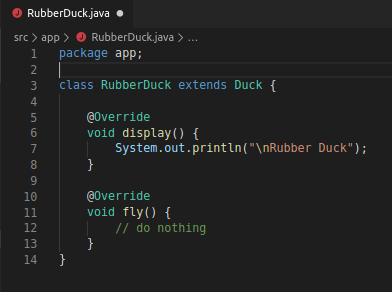 RubberDuck.java
src > app > RubberDuck.java > ...
1 package app;
2
3 class RubberDuck extends Duck {
4
5 @Override
6 void display() {
7 System.out.println("\nRubber Duck");
8 }
9
10 @Override
11 void fly() {
12 // do nothing
13 }
14 }